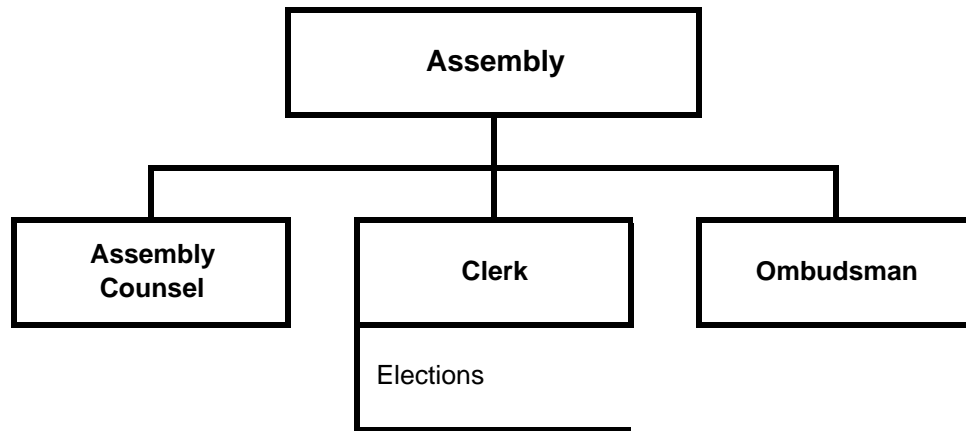 Assembly
Assembly
Counsel
Clerk
Ombudsman
Elections